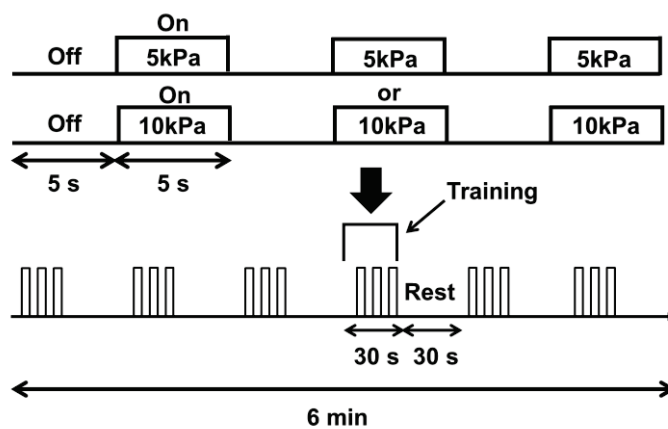 On
Off 5kPa 5kPa 5kPa
On or
Off 10kPa 10kPa 10kPa
5 s 5 s
Training
Rest
30 s 30 s
6 min